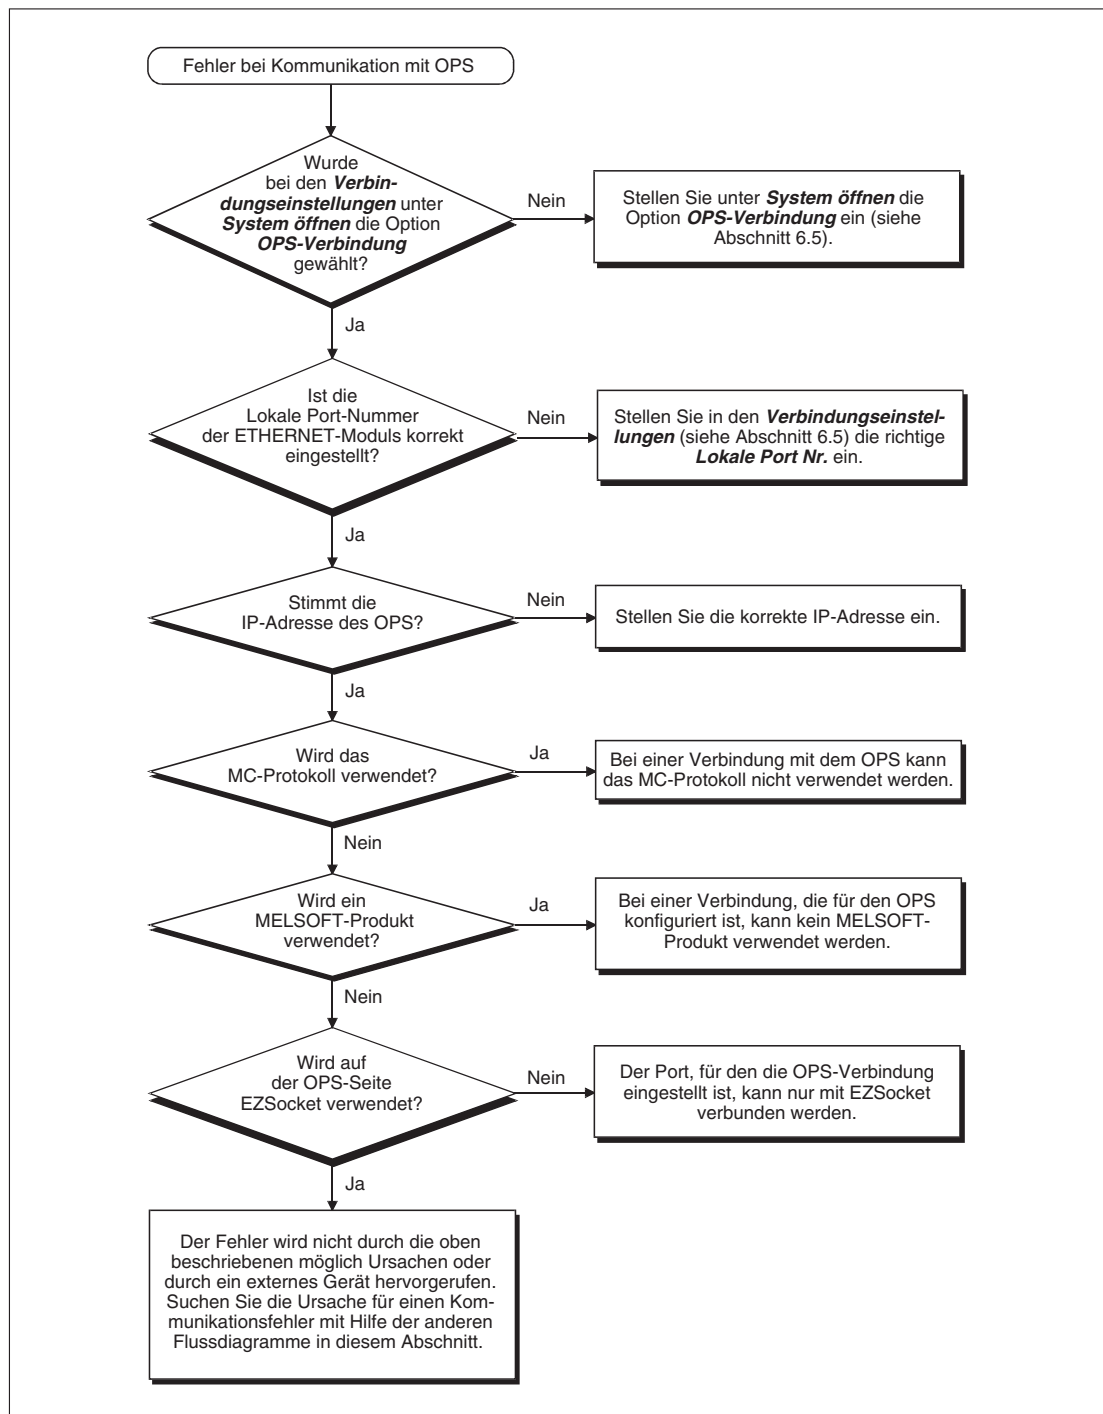 Fehler bei Kommunikation mit OPS
Wurde
bei den Verbin-
dungseinstellungen unter
System öffnen die Option
OPS-Verbindung
gewählt?
Nein
Stellen Sie unter System öffnen die
Option OPS-Verbindung ein (siehe
Abschnitt 6.5).
Ja
Ist die
Lokale Port-Nummer
der ETHERNET-Moduls korrekt
eingestellt?
Nein
Stellen Sie in den Verbindungseinstel-
lungen (siehe Abschnitt 6.5) die richtige
Lokale Port Nr. ein.
Ja
Stimmt die
IP-Adresse des OPS?
Nein
Stellen Sie die korrekte IP-Adresse ein.
Ja
Wird das
MC-Protokoll verwendet?
Ja
Bei einer Verbindung mit dem OPS kann
das MC-Protokoll nicht verwendet werden.
Nein
Wird ein
MELSOFT-Produkt
verwendet?
Ja
Bei einer Verbindung, die für den OPS
konfiguriert ist, kann kein MELSOFT-
Produkt verwendet werden.
Nein
Wird auf
der OPS-Seite
EZSocket verwendet?
Nein
Der Port, für den die OPS-Verbindung
eingestellt ist, kann nur mit EZSocket
verbunden werden.
Ja
Der Fehler wird nicht durch die oben
beschriebenen möglich Ursachen oder
durch ein externes Gerät hervorgerufen.
Suchen Sie die Ursache für einen Kom-
munikationsfehler mit Hilfe der anderen
Flussdiagramme in diesem Abschnitt.